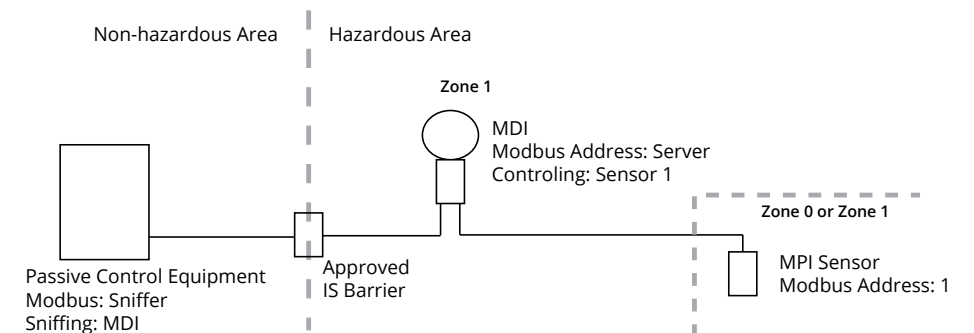 Non-hazardous Area
Hazardous Area
Zone 1
MDI
Modbus Address: Server
Controling: Sensor 1
Zone 0 or Zone 1
MPI Sensor
Modbus Address: 1
Approved
IS Barrier
Passive Control Equipment
Modbus: Sniffer
Sniffing: MDI